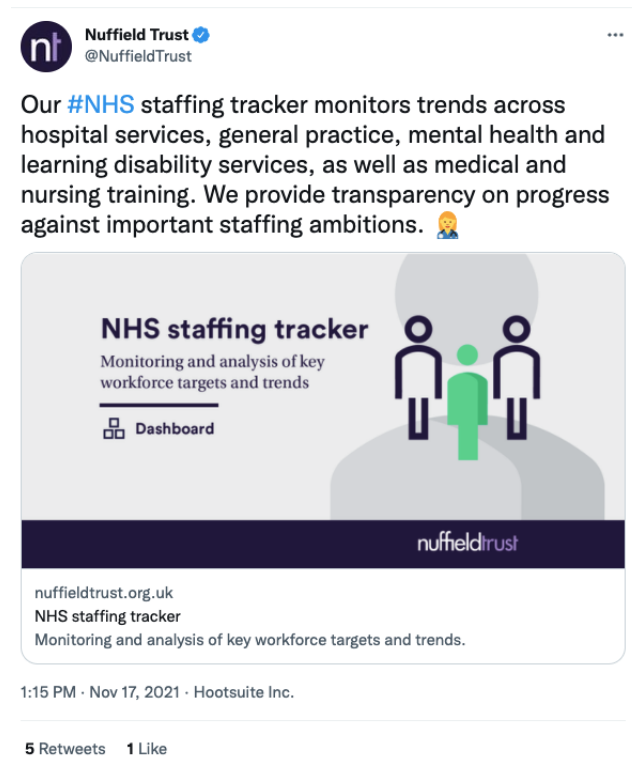 nt
Nuffield Trust
@NuffieldTrust
Our #NHS staffing tracker monitors trends across
hospital services, general practice, mental health and
learning disability services, as well as medical and
nursing training. We provide transparency on progress
against important staffing ambitions. 👩‍⚕️
NHS staffing tracker
Monitoring and analysis of key
workforce targets and trends
Dashboard
nuffieldtrust
nuffieldtrust.org.uk
NHS staffing tracker
Monitoring and analysis of key workforce targets and trends.
1:15 PM · Nov 17, 2021 · Hootsuite Inc.
5 Retweets 1 Like